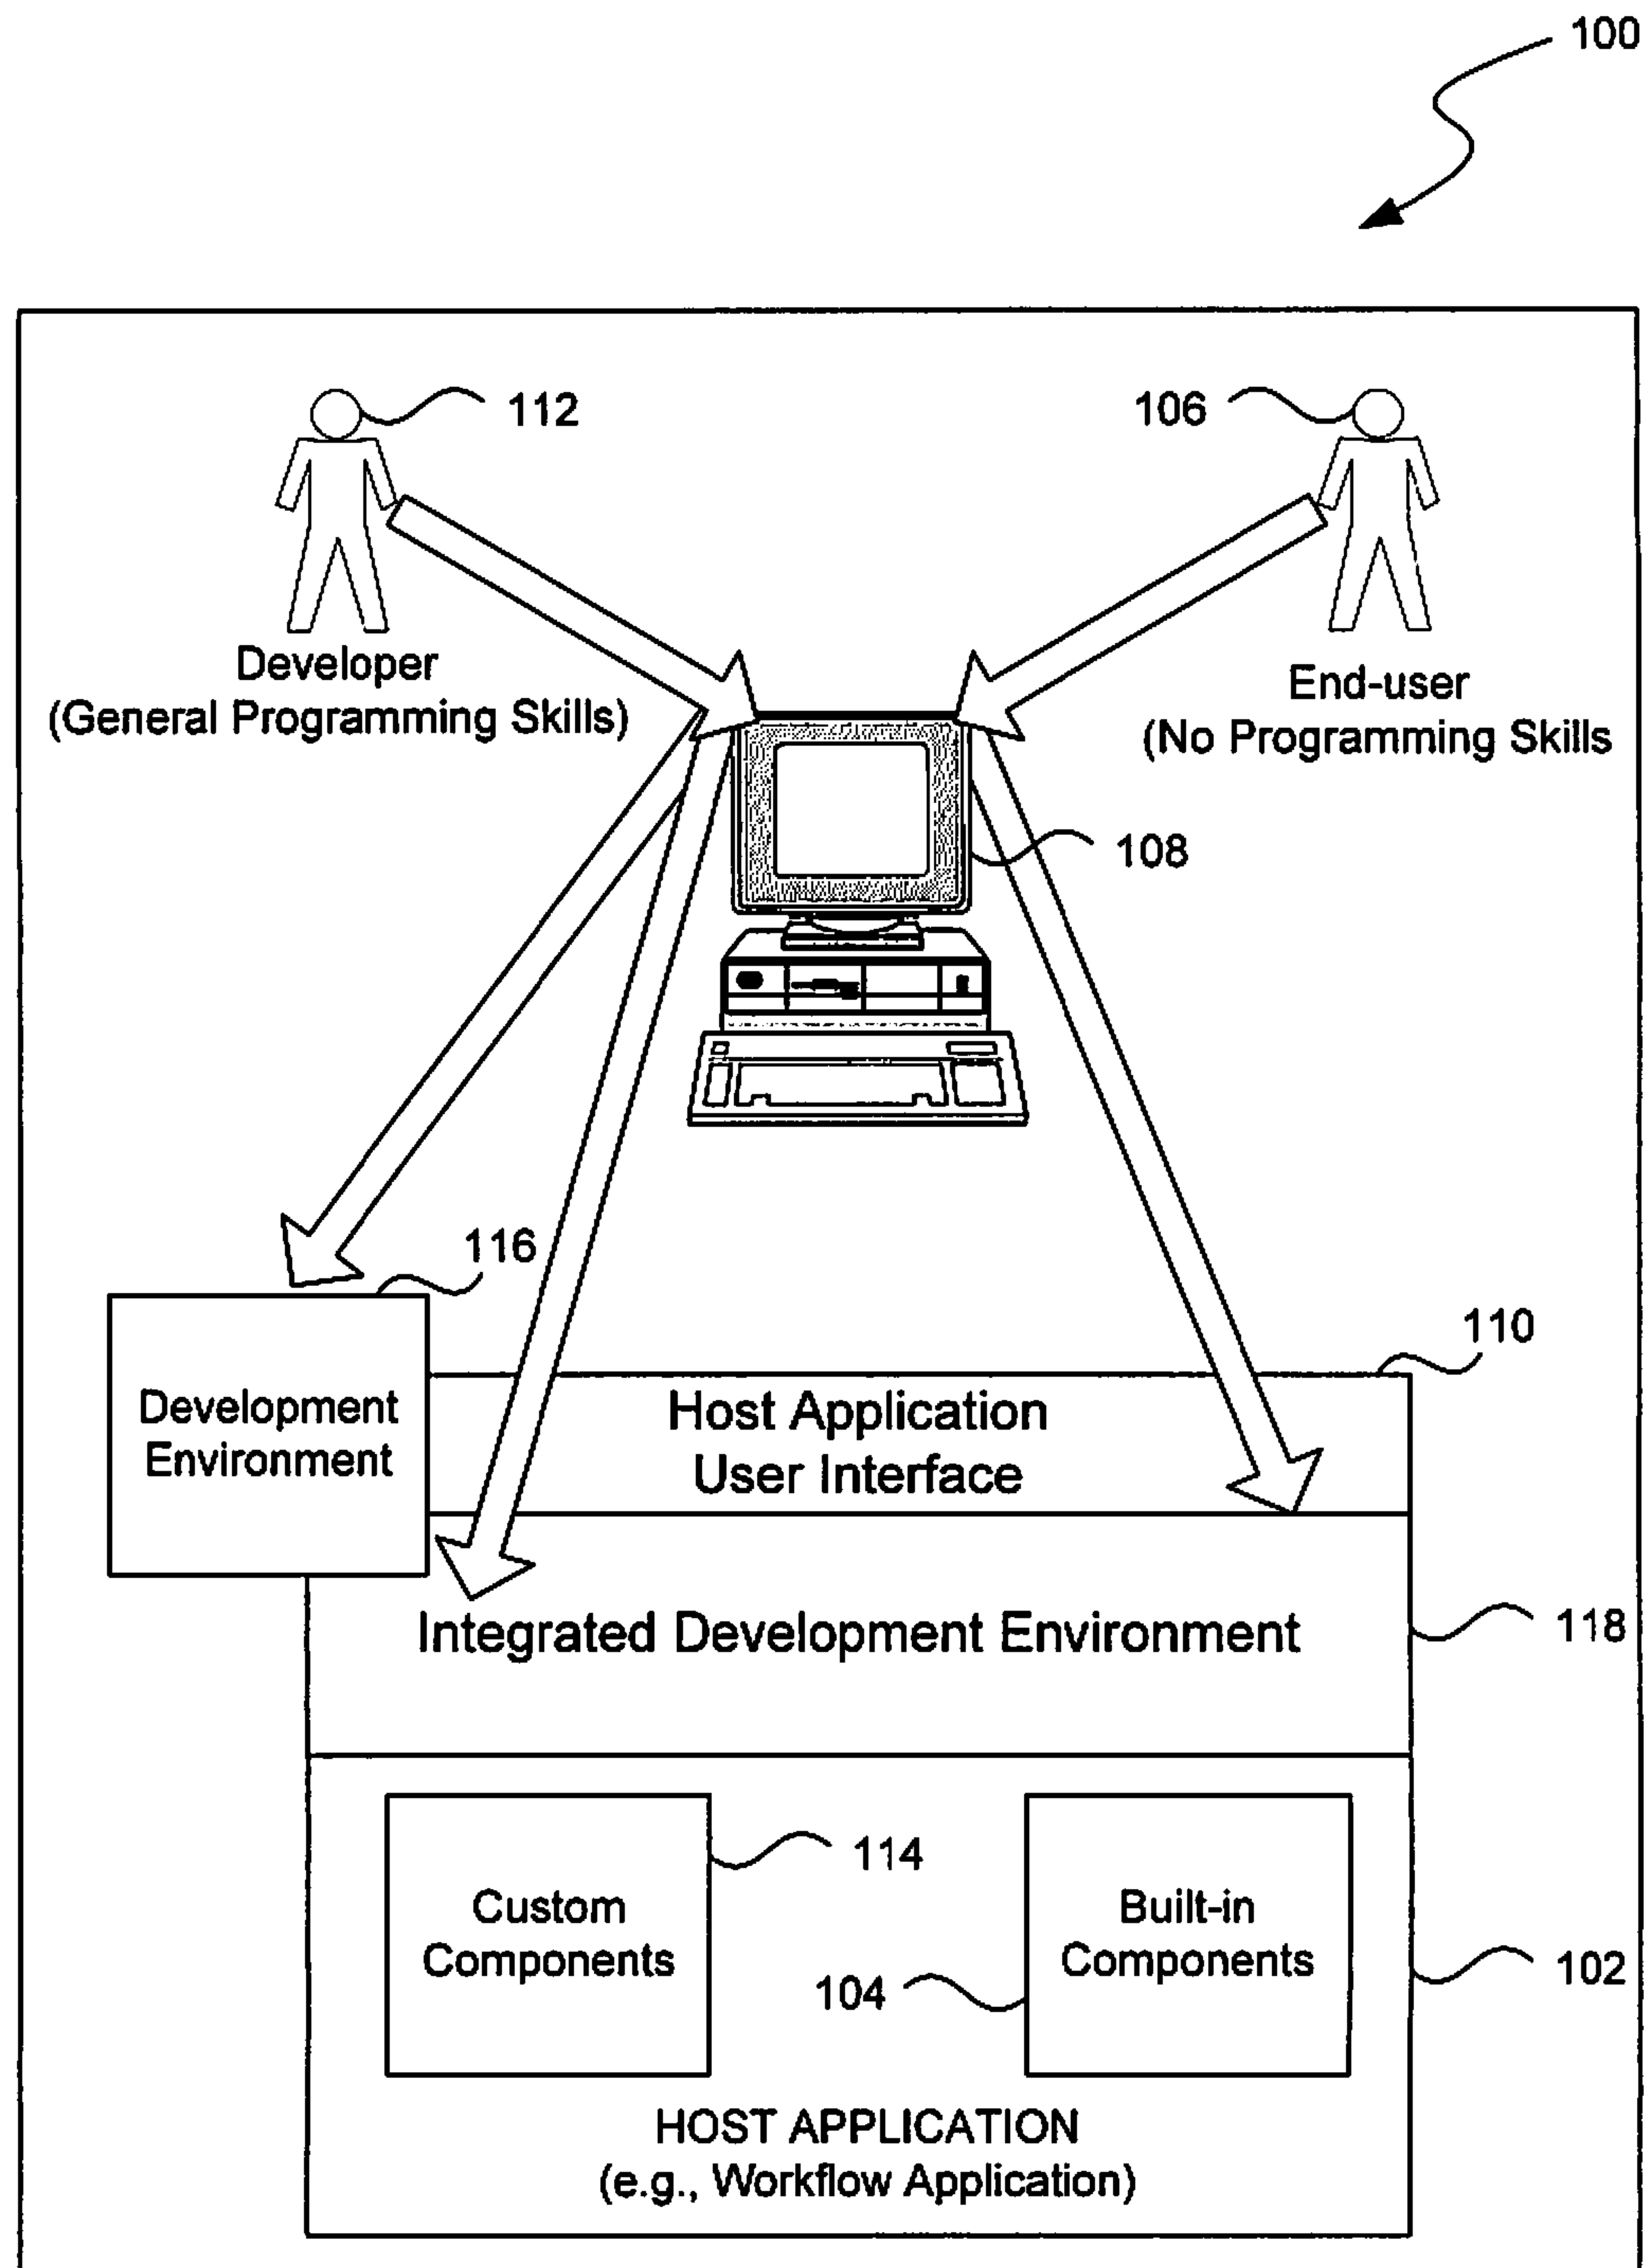 100
112
106
Developer
(General Programming Skills)
End-user
(No Programming Skills
108
116
110
Development
Environment
Host Application
User Interface
Integrated Development Environment
118
114
Custom
Components
Built-in
Components
104
102
HOST APPLICATION
(e.g., Workflow Application)